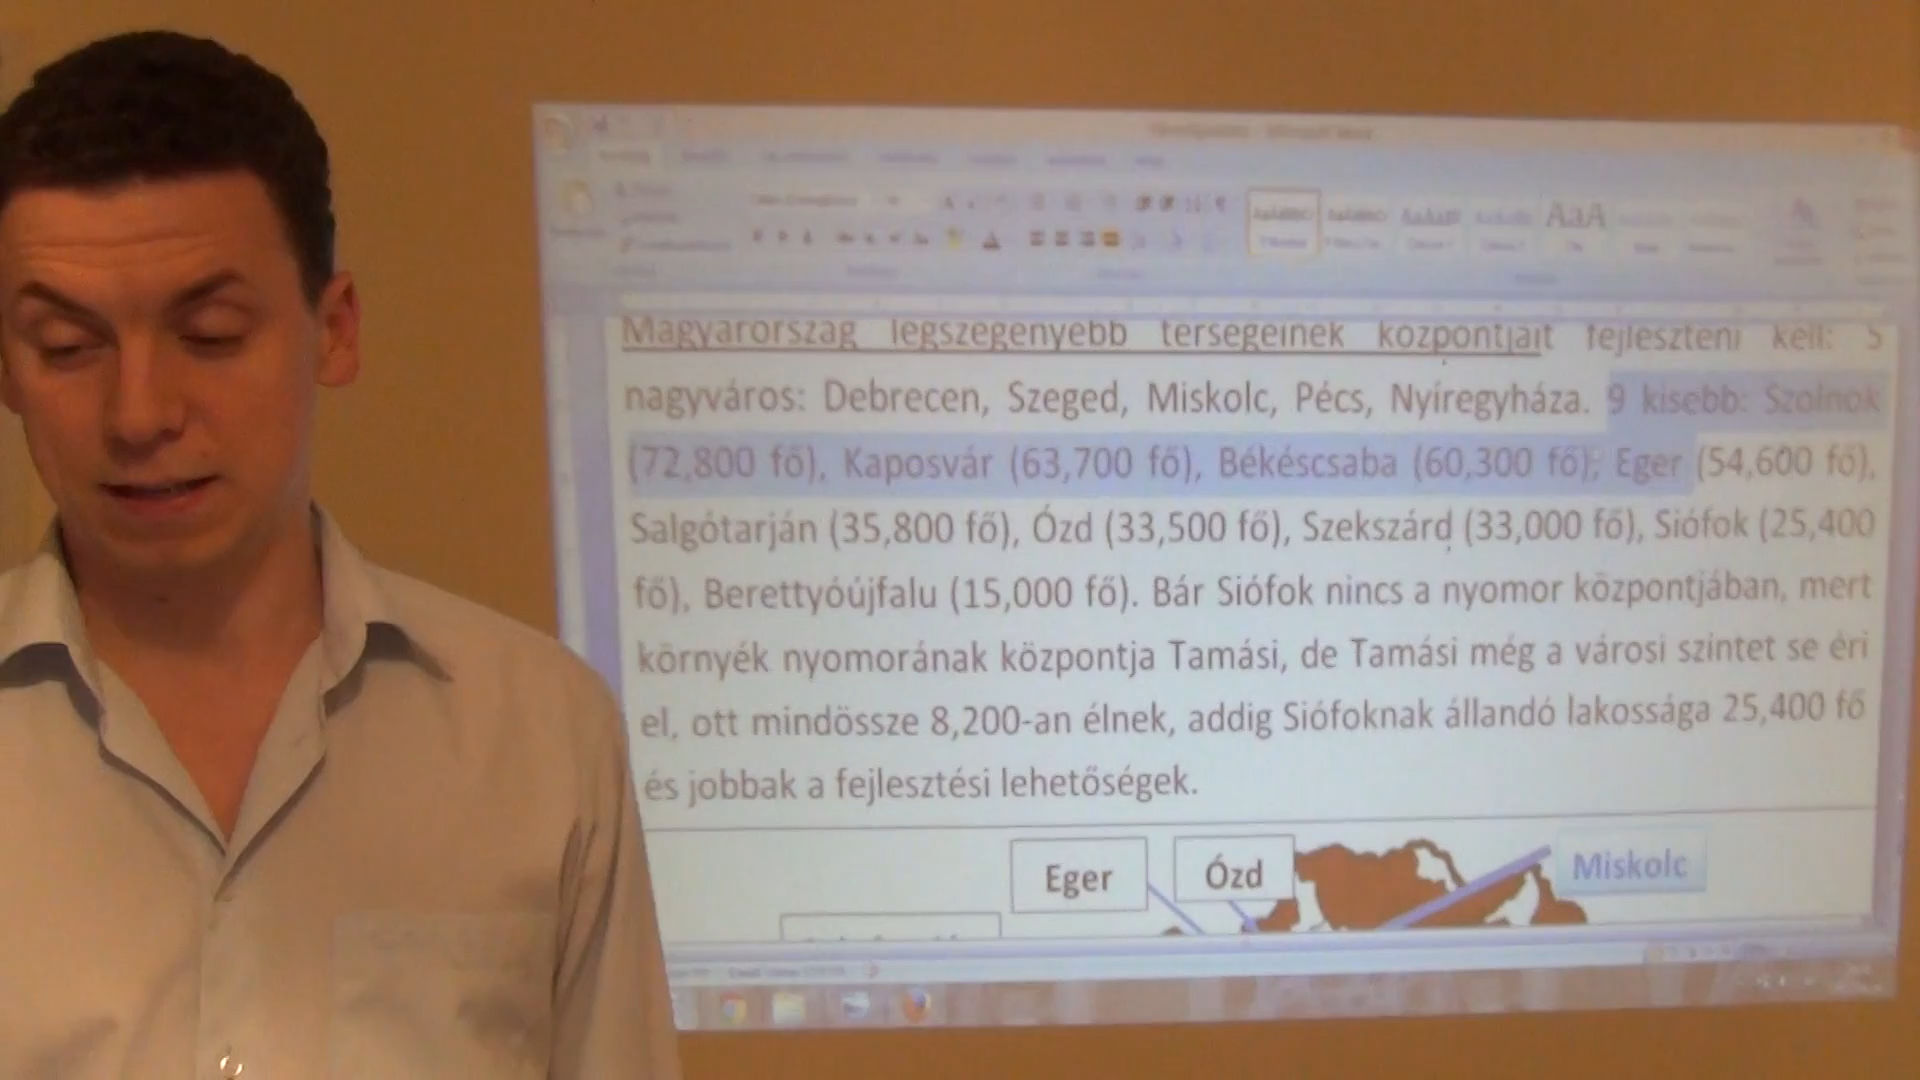 Magyarország legszegényebb térségeinek központjait fejleszteni kell: 5
nagyváros: Debrecen, Szeged, Miskolc, Pécs, Nyíregyháza. 9 kisebb: Szolnok
(72,800 fő), Kaposvár (63,700 fő), Békéscsaba (60,300 fő), Eger (54,600 fő),
Salgótarján (35,800 fő), Ózd (33,500 fő), Szekszárd (33,000 fő), Siófok (25,400
fő), Berettyóújfalu (15,000 fő). Bár Siófok nincs a nyomor központjában, mert
környék nyomorának központja Tamási, de Tamási még a városi szintet se éri
el, ott mindössze 8,200-an élnek, addig Siófoknak állandó lakossága 25,400 fő
és jobbak a fejlesztési lehetőségek.
Eger
Ózd
Miskolc